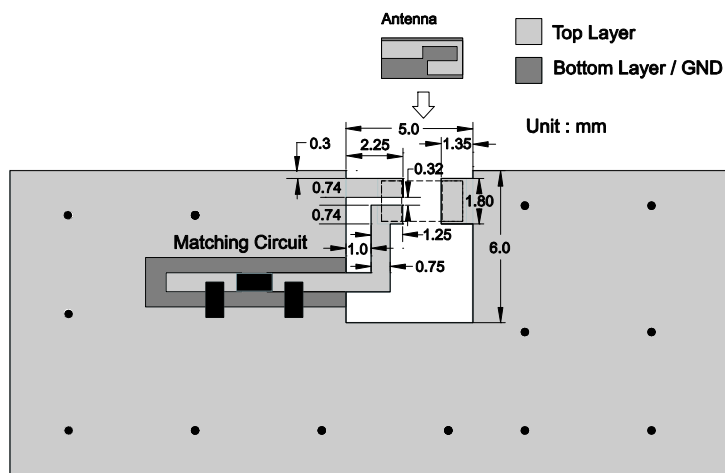 Antenna
Top Layer
Bottom Layer / GND
Unit : mm
5.0
0.3
2.25
1.35
0.32
0.74
0.74
1.80
Matching Circuit
1.0
1.25
6.0
0.75